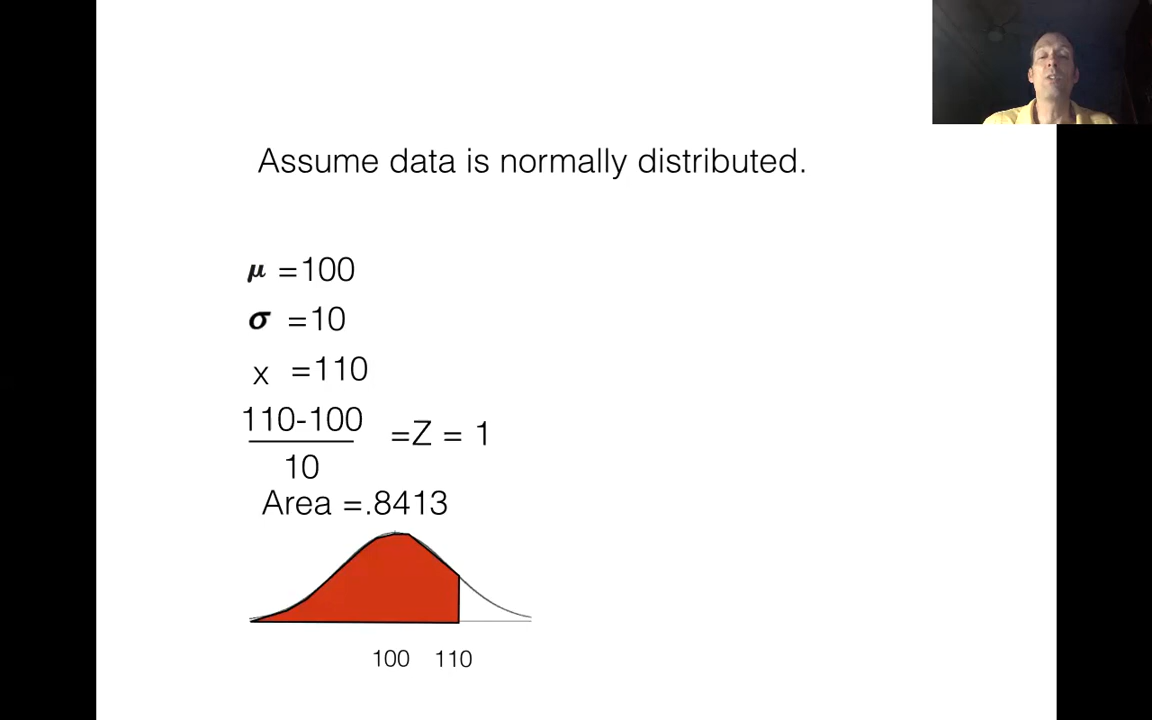 Assume data is normally distributed.
μ =100
σ =10
x =110
110-100
=Z = 1
10
Area =.8413
100 110